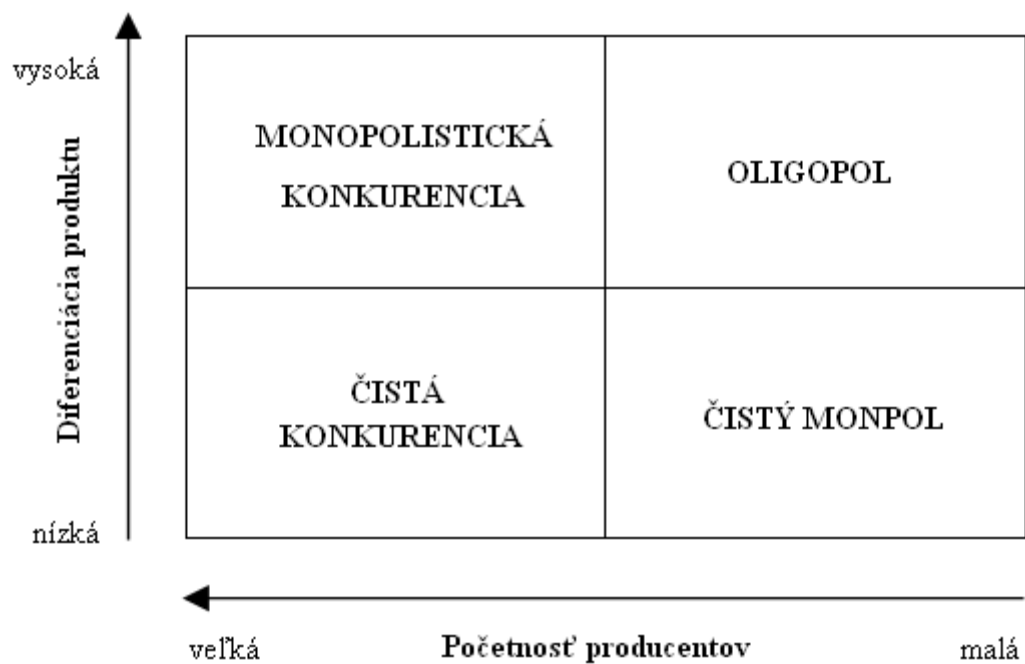 vysoká
Diferenciácia produktu
nízká
MONOPOLISTICKÁ
KONKURENCIA
OLIGOPOL
ČISTÁ
KONKURENCIA
ČISTÝ MONPOL
veľká
Početnosť producentov
malá